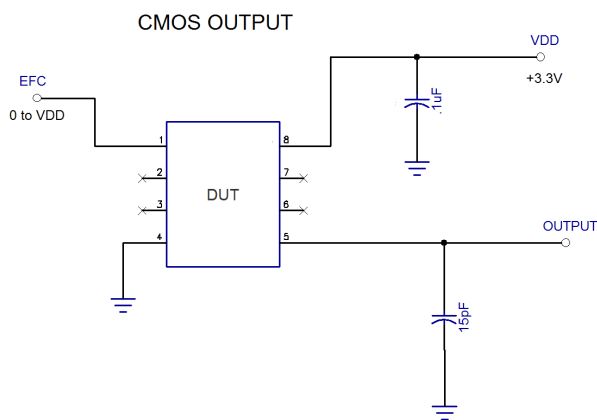 CMOS OUTPUT
VDD
+3.3V
.1uF
EFC
0 to VDD
1
2
3
4
DUT
8
7
6
5
OUTPUT
15pF